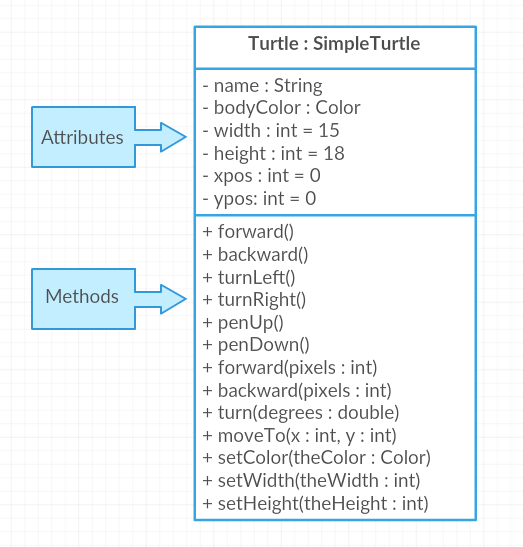 Turtle : SimpleTurtle
Attributes
- name : String
- bodyColor : Color
- width : int = 15
- height : int = 18
- xpos : int = 0
- ypos: int = 0
Methods
+ forward()
+ backward()
+ turnLeft()
+ turnRight()
+ penUp()
+ penDown()
+ forward(pixels : int)
+ backward(pixels : int)
+ turn(degrees : double)
+ moveTo(x : int, y : int)
+ setColor(theColor : Color)
+ setWidth(theWidth : int)
+ setHeight(theHeight : int)